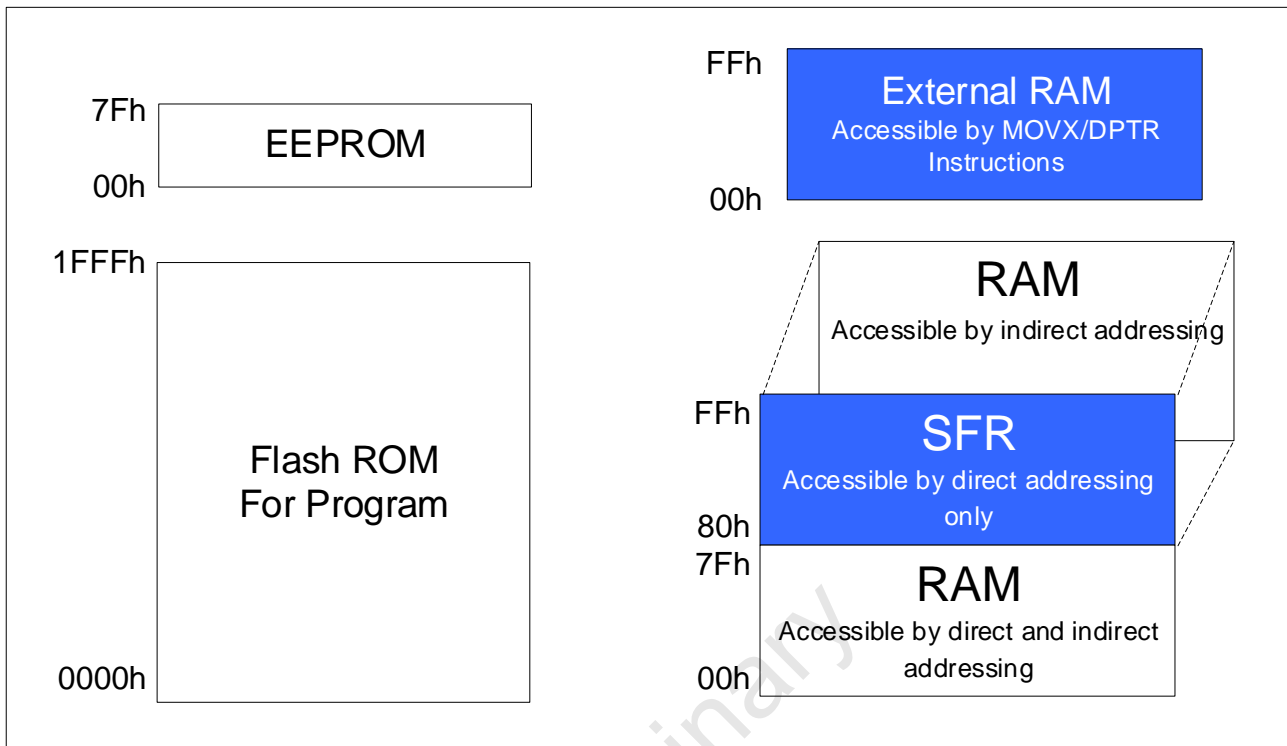 7Fh
EEPROM
00h
1FFFh
Flash ROM
For Program
0000h
FFh
External RAM
Accessible by MOVX/DPTR
Instructions
00h
RAM
Accessible by indirect addressing
FFh
SFR
Accessible by direct addressing
only
80h
7Fh
RAM
Accessible by direct and indirect
addressing
00h